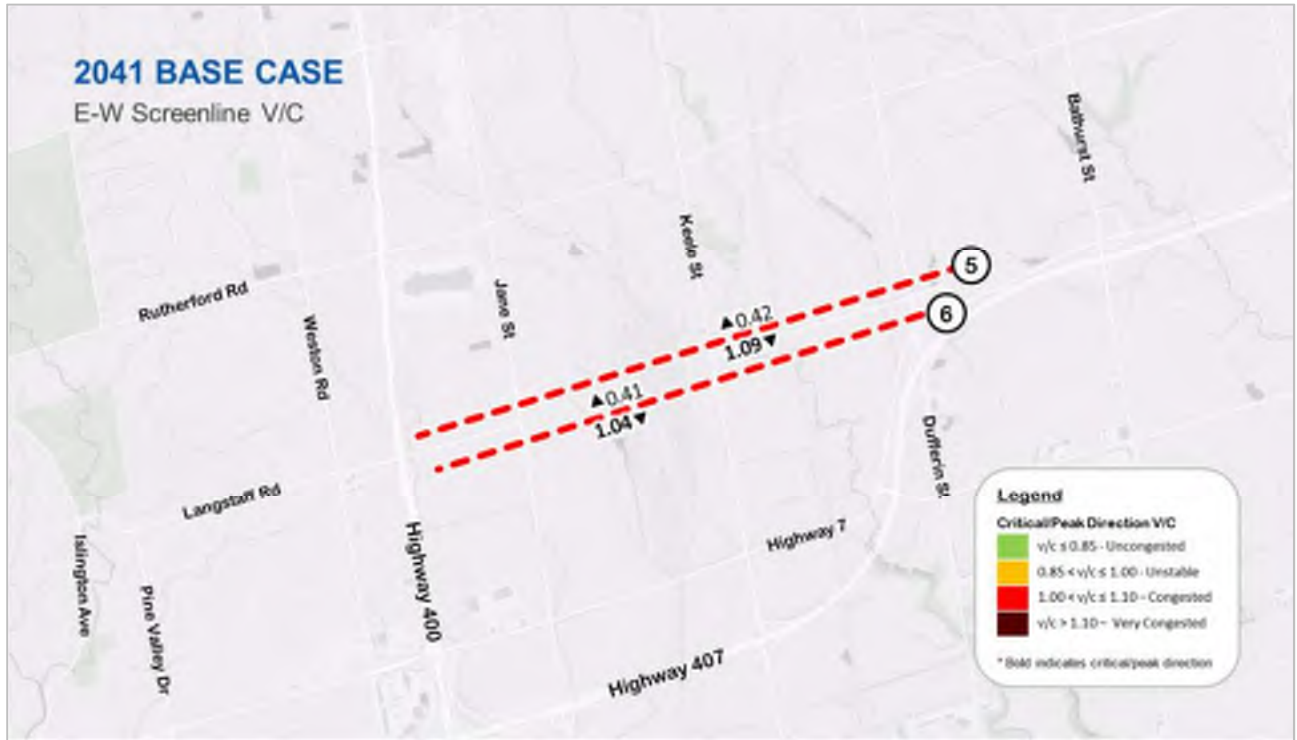 2041 BASE CASE
E-W Screenline V/C
Bathurst St
Keele St
5
Jane St
Rutherford Rd
6
▲0.42
1.09▼
Weston Rd
▲0.41
1.04▼
Dufferin St
Langstaff Rd
Highway 7
Highway 400
Islington Ave
Pine Valley Dr
Highway 407
Legend
Critical/Peak Direction V/C
v/c ≤ 0.85 - Uncongested
0.85 < v/c ≤ 1.00 - Unstable
1.00 < v/c ≤ 1.10 - Congested
v/c > 1.10 – Very Congested
* Bold indicates critical/peak direction